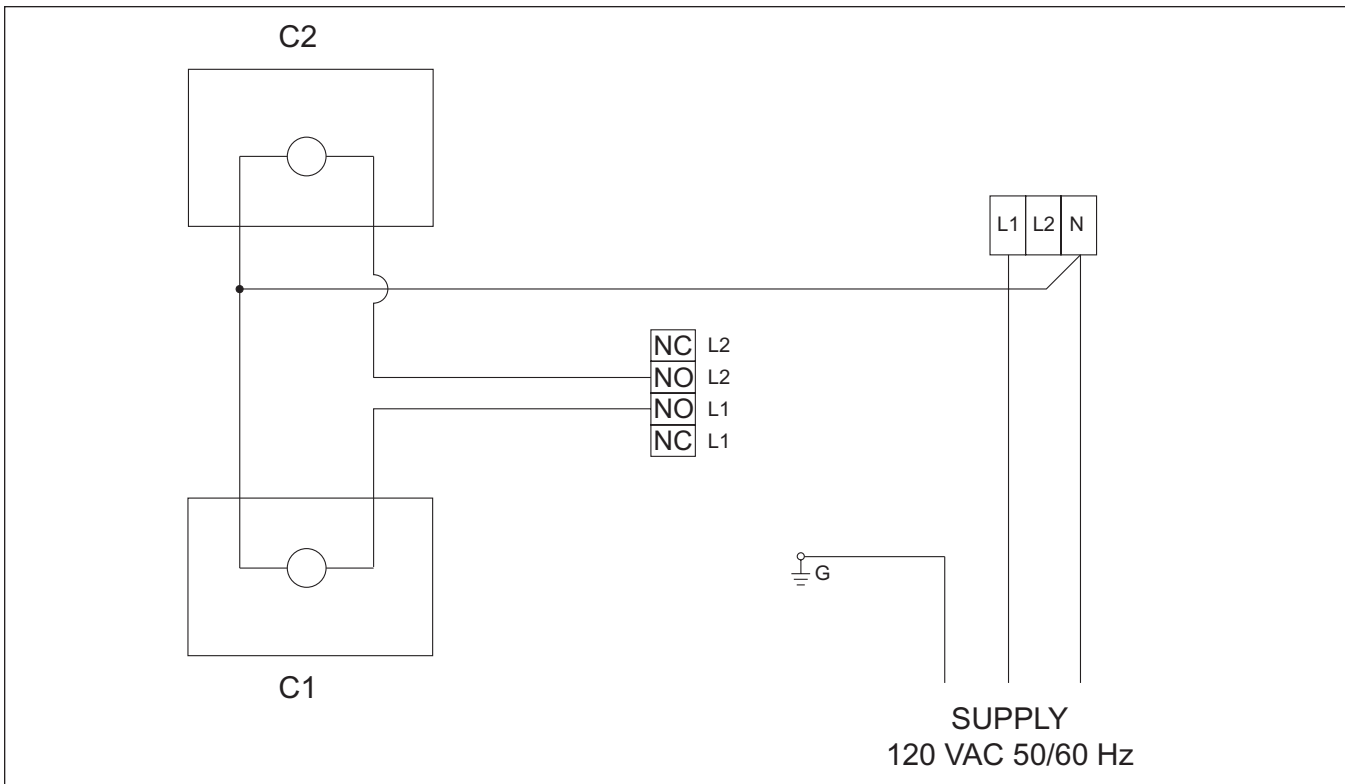 C2
L1 L2 N
NC L2
NO L2
NO L1
NC L1
G
C1
SUPPLY
120 VAC 50/60 Hz